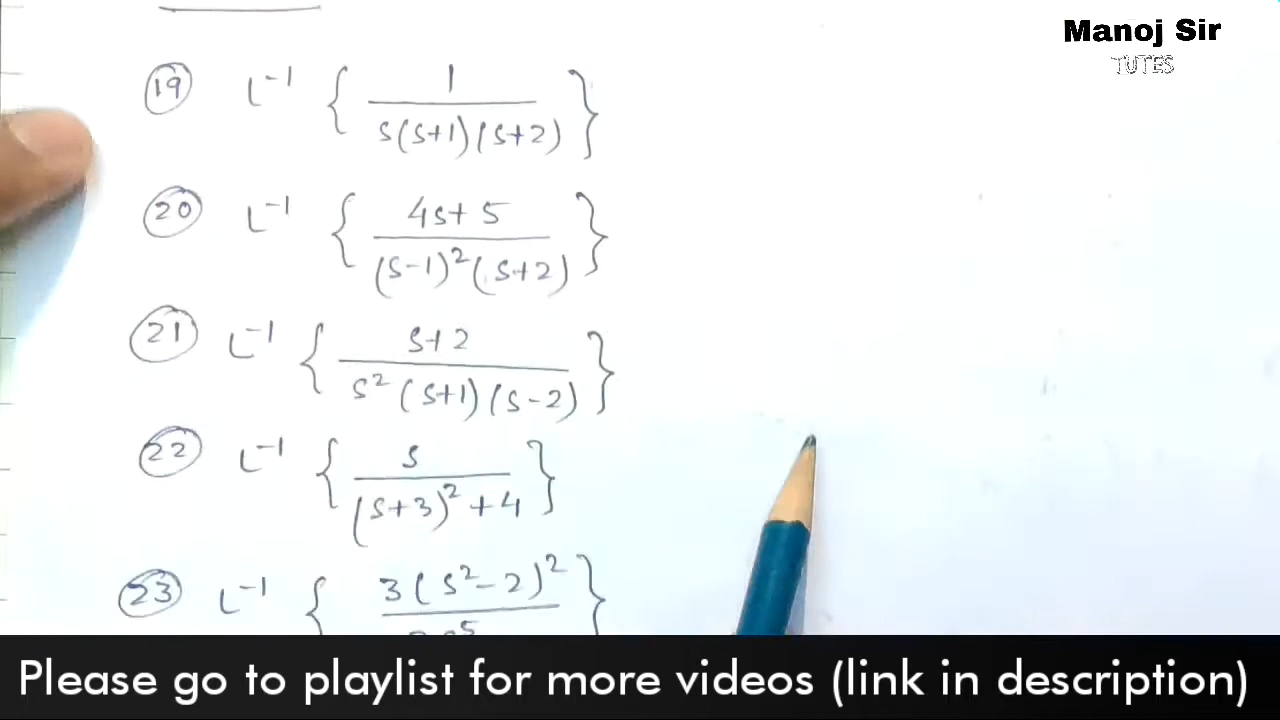 Manoj Sir
TUTES
19 L⁻¹ { 1 / s(s+1)(s+2) }
20 L⁻¹ { 4s+5 / (s-1)²(s+2) }
21 L⁻¹ { s+2 / s²(s+1)(s-2) }
22 L⁻¹ { s / (s+3)²+4 }
23 L⁻¹ { 3(s²-2)² }
Please go to playlist for more videos (link in description)